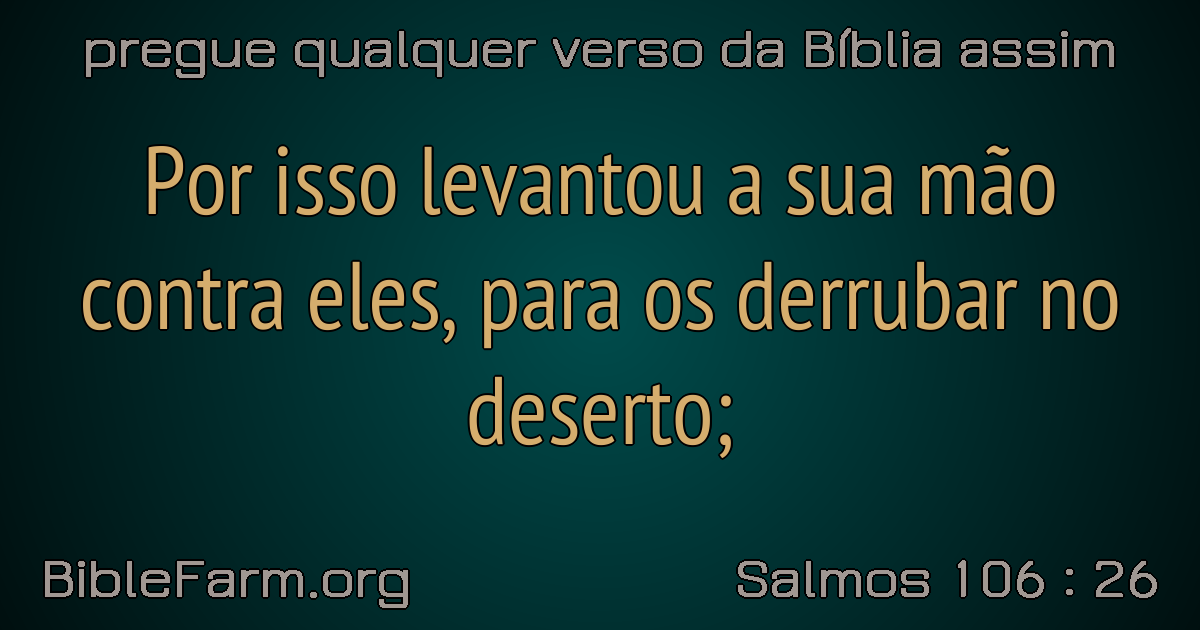 pregue qualquer verso da Bíblia assim
Por isso levantou a sua mão
contra eles, para os derrubar no
deserto;
BibleFarm.org
Salmos 106 : 26